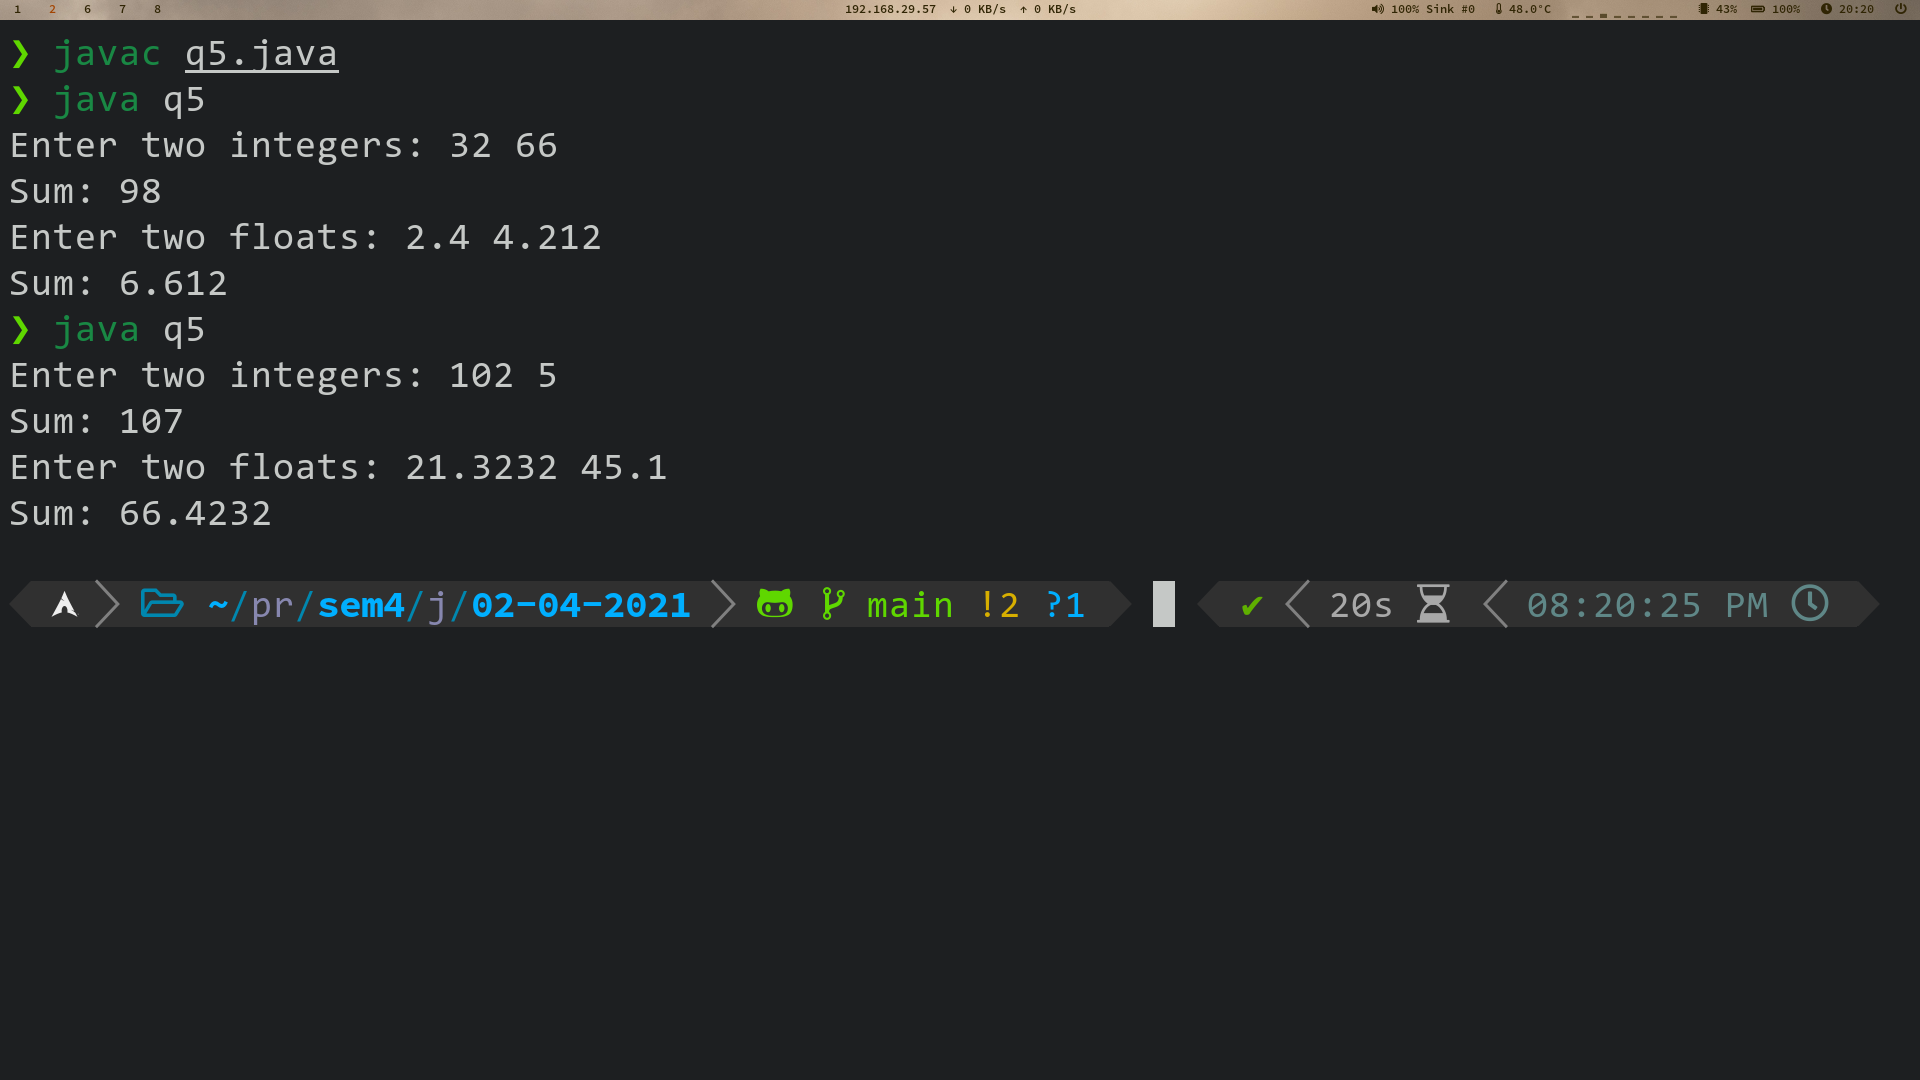 1 2 6 7 8 192.168.29.57 ↓ 0 KB/s ↑ 0 KB/s 100% Sink #0 48.0°C 43% 100% 20:20
❯ javac q5.java
❯ java q5
Enter two integers: 32 66
Sum: 98
Enter two floats: 2.4 4.212
Sum: 6.612
❯ java q5
Enter two integers: 102 5
Sum: 107
Enter two floats: 21.3232 45.1
Sum: 66.4232
~/pr/sem4/j/02-04-2021 main !2 ?1 ✔ 20s 08:20:25 PM